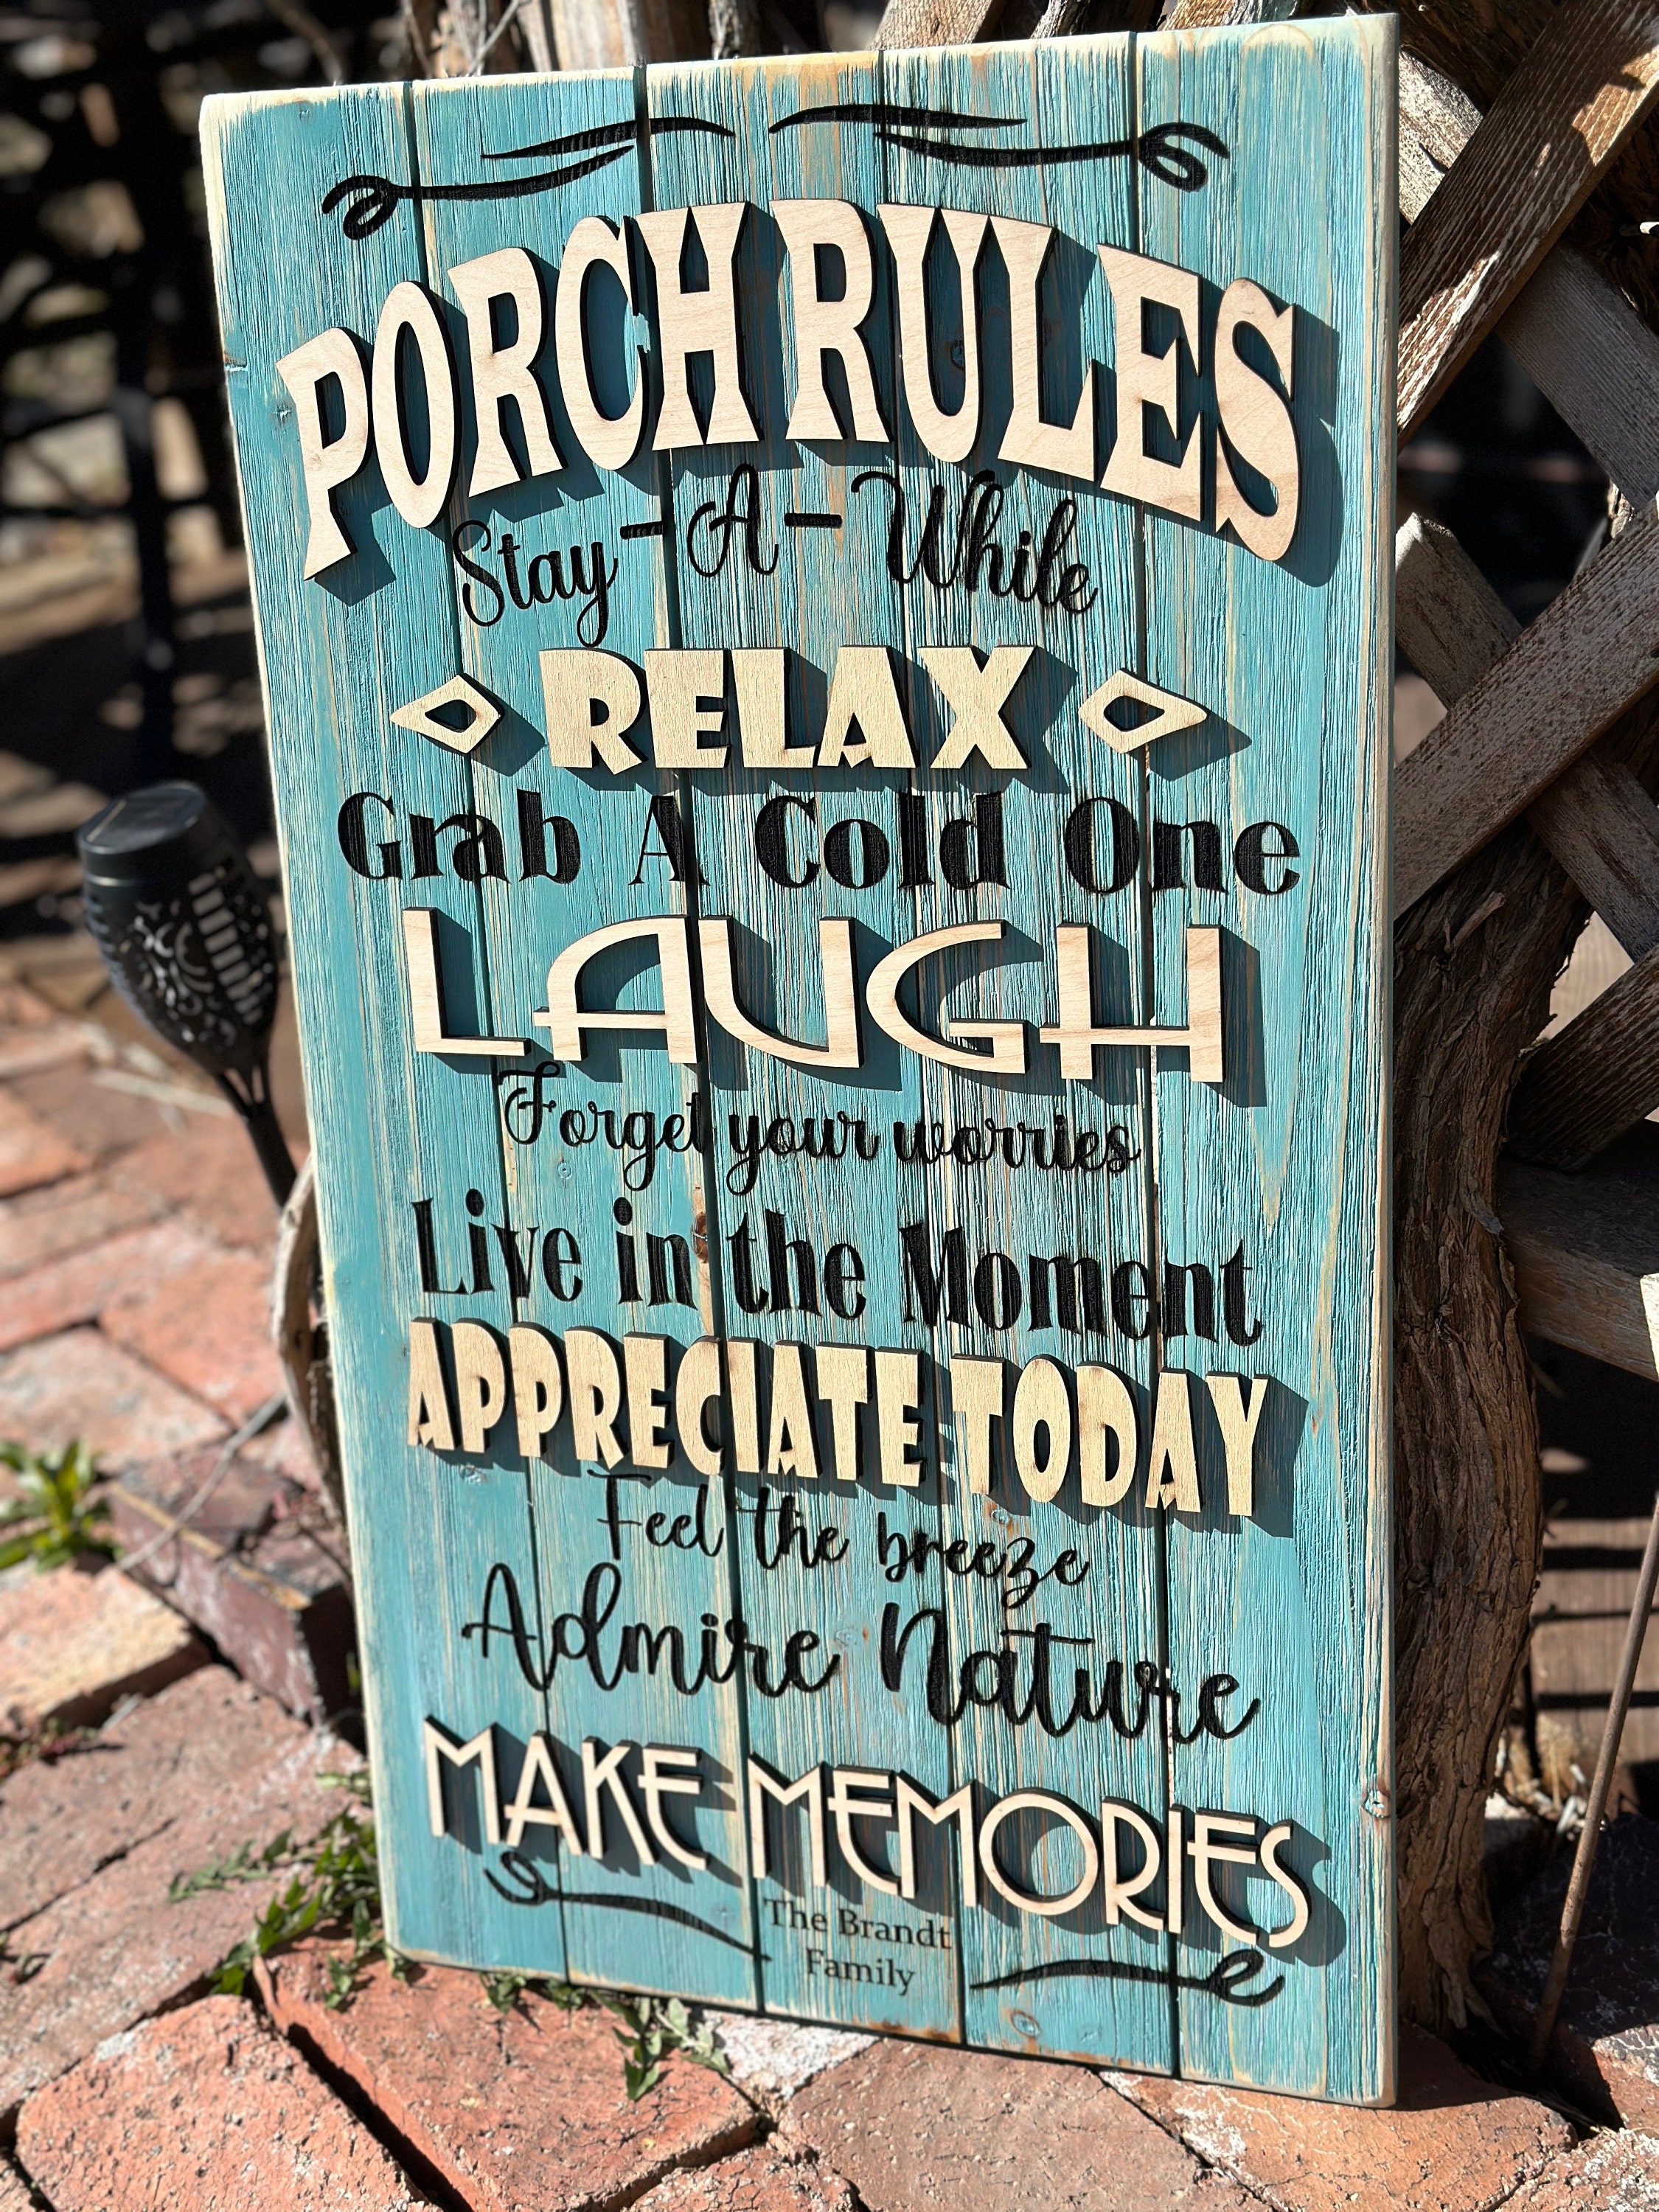 PORCH RULES
Stay-A-While
RELAX
Grab A Cold One
LAUGH
Forget your worries
Live in the Moment
APPRECIATE TODAY
Feel the breeze
Admire Nature
MAKE MEMORIES
The Brandt
Family